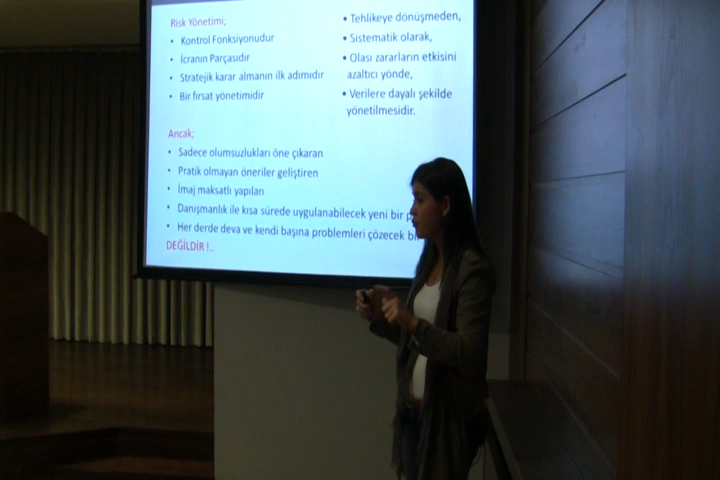 Risk Yönetimi;
• Kontrol Fonksiyonudur
• İcranın Parçasıdır
• Stratejik karar almanın ilk adımıdır
• Bir fırsat yönetimidir
• Tehlikeye dönüşmeden,
• Sistematik olarak,
• Olası zararların etkisini
azaltıcı yönde,
• Verilere dayalı şekilde
yönetilmesidir.
Ancak;
• Sadece olumsuzlukları öne çıkaran
• Pratik olmayan öneriler geliştiren
• İmaj maksatlı yapılan
• Danışmanlık ile kısa sürede uygulanabilecek yeni bir
• Her derde deva ve kendi başına problemleri çözecek
DEĞİLDİR !..